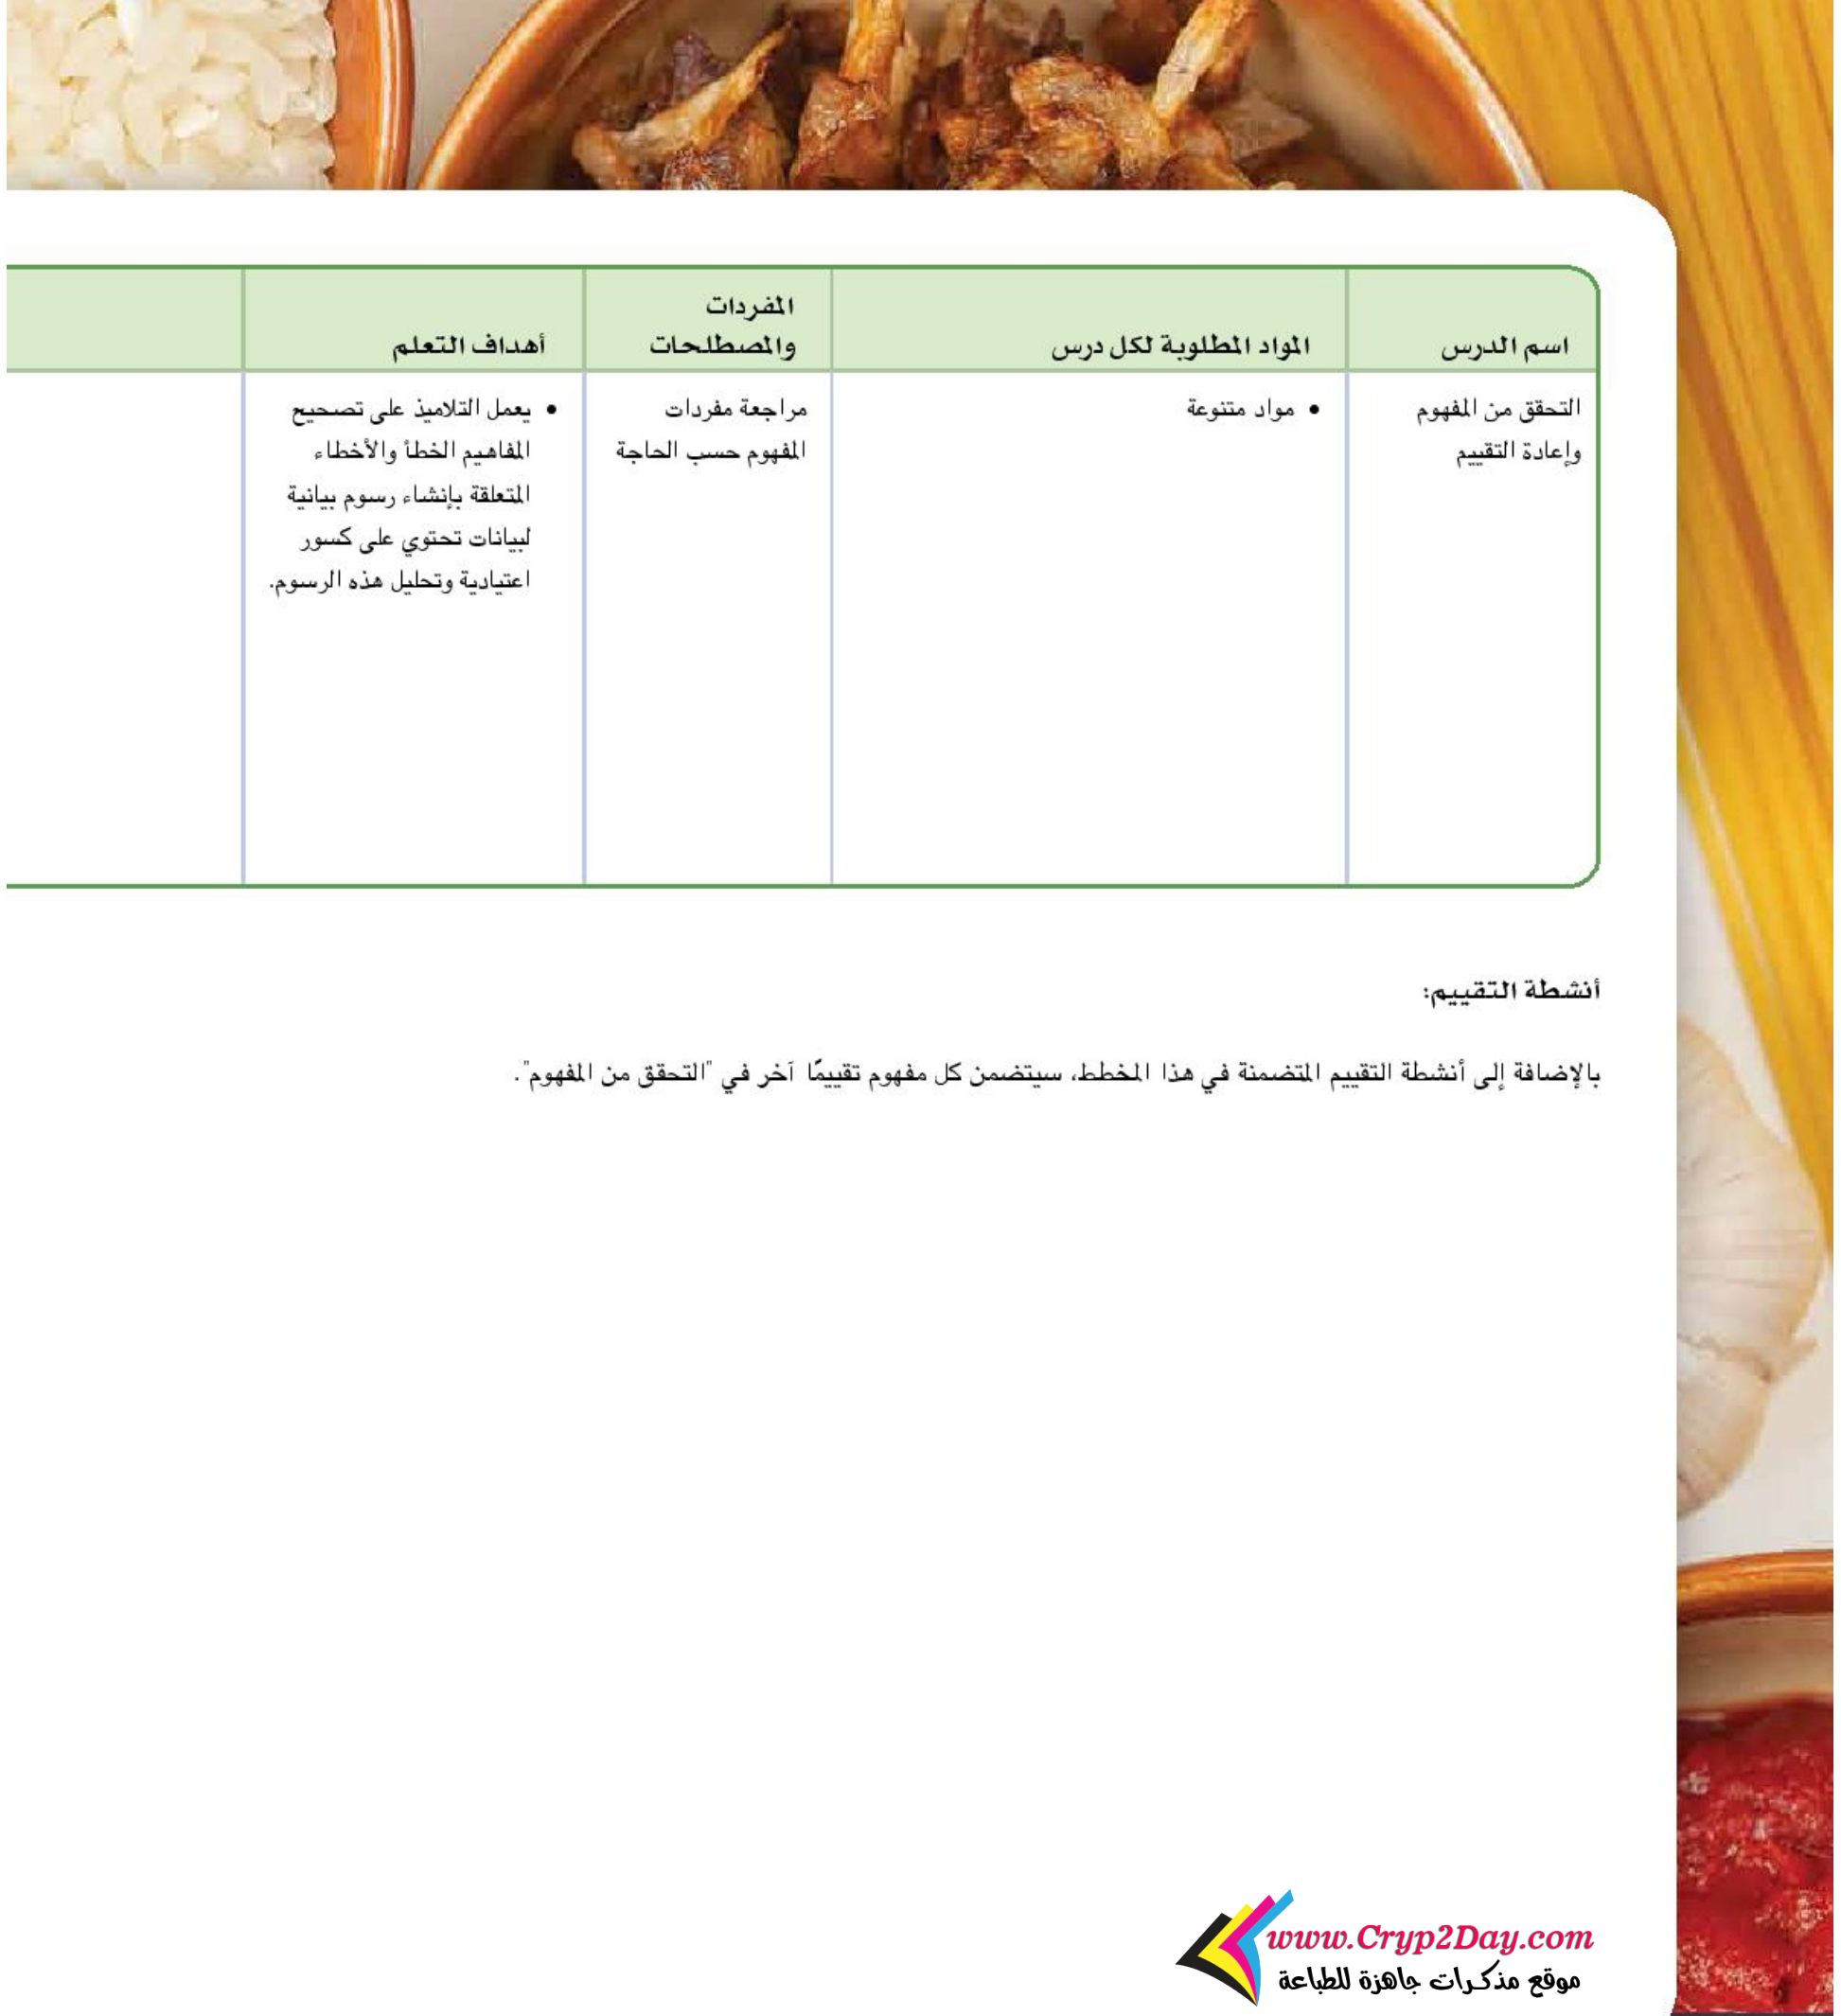 اسم الدرس
المواد المطلوبة لكل درس
المفردات
والمصطلحات
أهداف التعلم
التحقق من المفهوم
وإعادة التقييم
• مواد متنوعة
مراجعة مفردات
المفهوم حسب الحاجة
• يعمل التلاميذ على تصحيح
المفاهيم الخطأ والأخطاء
المتعلقة بإنشاء رسوم بيانية
لبيانات تحتوي على كسور
اعتيادية وتحليل هذه الرسوم.
أنشطة التقييم:
بالإضافة إلى أنشطة التقييم المتضمنة في هذا المخطط، سيتضمن كل مفهوم تقييمًا آخر في "التحقق من المفهوم".
www.Cryp2Day.com
موقع مذكرات جاهزة للطباعة